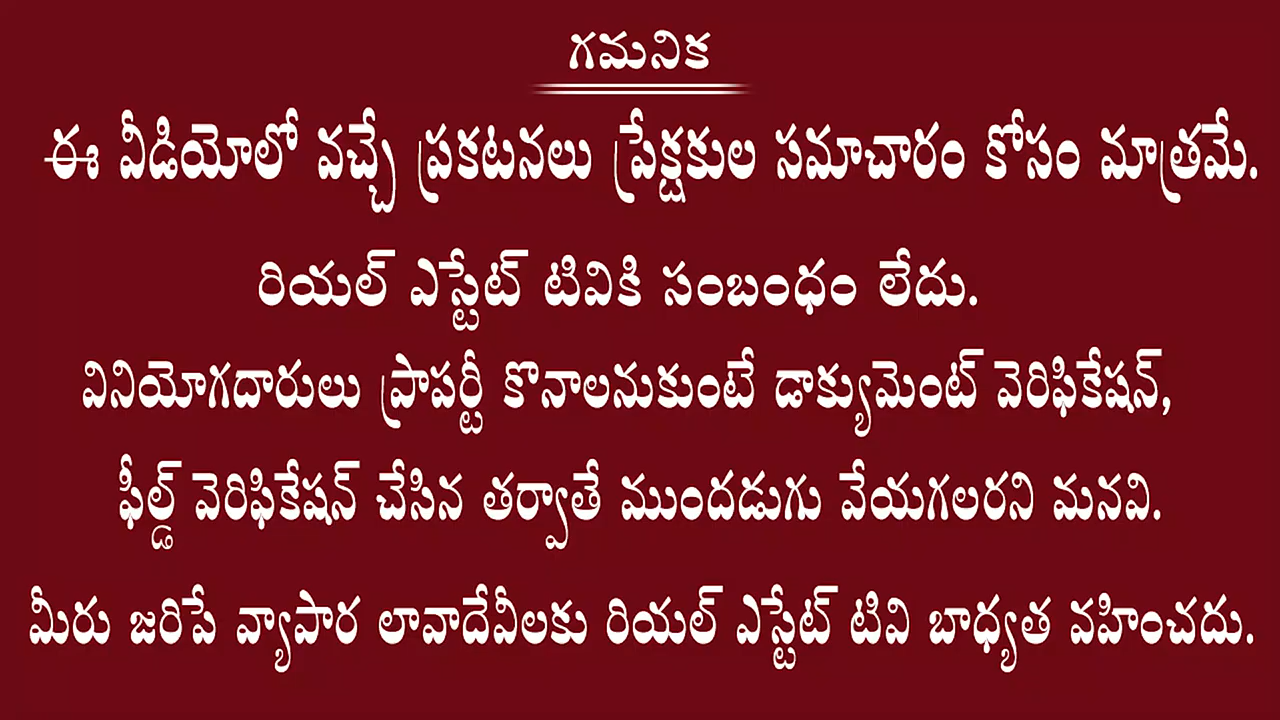 గమనిక
ఈ వీడియోలో వచ్చే ప్రకటనలు ప్రేక్షకుల సమాచారం కోసం మాత్రమే.
రియల్ ఎస్టేట్ టివికి సంబంధం లేదు.
వినియోగదారులు ప్రాపర్టీ కొనాలనుకుంటే డాక్యుమెంట్ వెరిఫికేషన్,
ఫీల్డ్ వెరిఫికేషన్ చేసిన తర్వాతే ముందడుగు వేయగలరని మనవి.
మీరు జరిపే వ్యాపార లావాదేవీలకు రియల్ ఎస్టేట్ టివి బాధ్యత వహించదు.